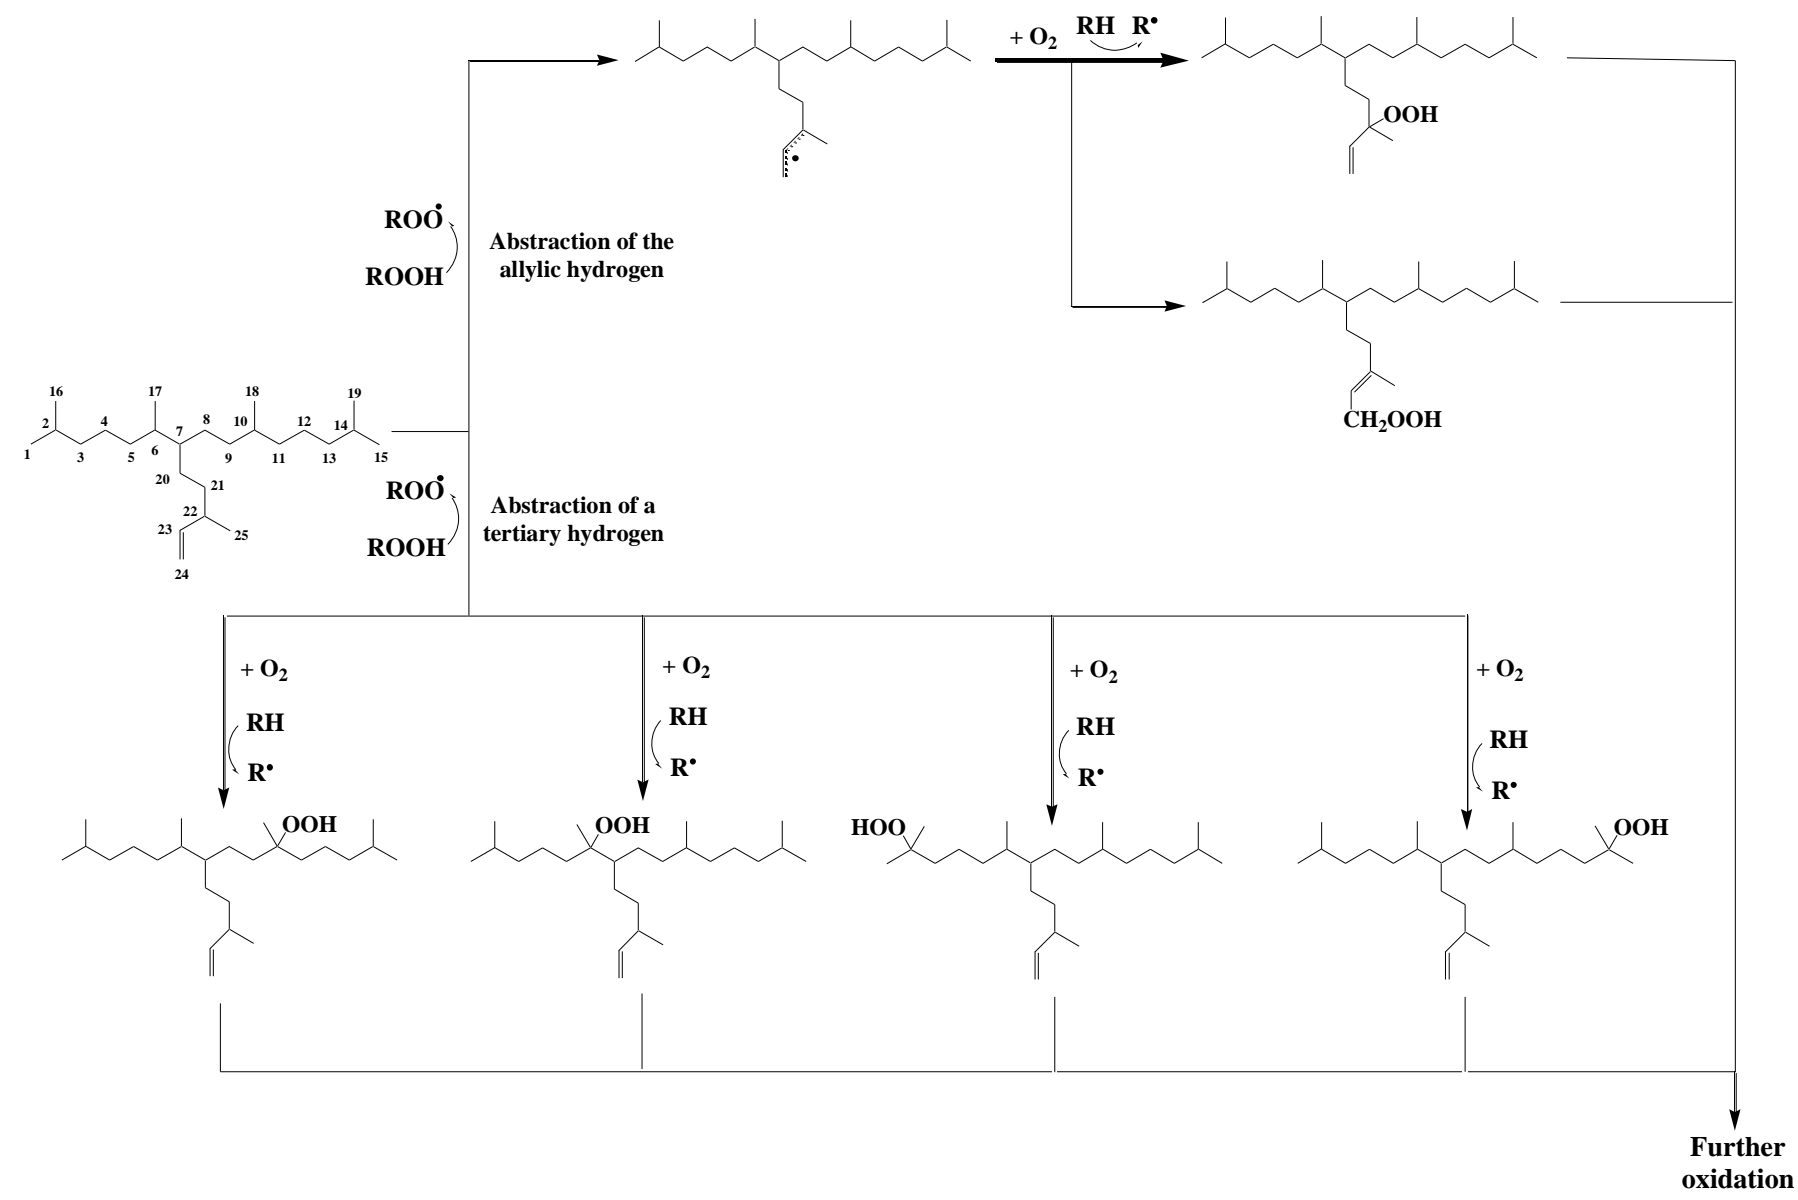 + O2
RH R•
OOH
ROO•
ROOH
Abstraction of the
allylic hydrogen
CH2OOH
16 17 18 19
2 4 6 7 8 10 12 14
1 3 5 9 11 13 15
20 21
22
23 25
24
ROO•
ROOH
Abstraction of a
tertiary hydrogen
+ O2
RH
R•
+ O2
RH
R•
+ O2
RH
R•
+ O2
RH
R•
OOH
OOH
HOO
OOH
Further
oxidation